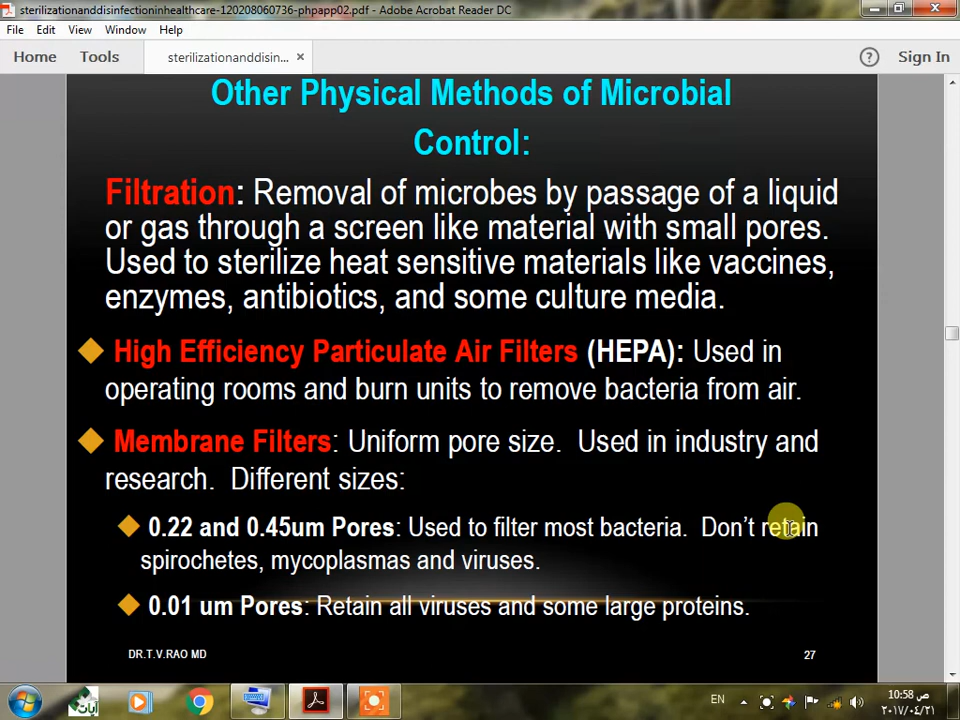 sterilizationanddisinfectioninhealthcare-120208060736-phpapp02.pdf - Adobe Acrobat Reader DC
File Edit View Window Help
Home Tools sterilizationanddisin... × ? Sign In
Other Physical Methods of Microbial
Control:
Filtration: Removal of microbes by passage of a liquid
or gas through a screen like material with small pores.
Used to sterilize heat sensitive materials like vaccines,
enzymes, antibiotics, and some culture media.
High Efficiency Particulate Air Filters (HEPA): Used in
operating rooms and burn units to remove bacteria from air.
Membrane Filters: Uniform pore size. Used in industry and
research. Different sizes:
0.22 and 0.45um Pores: Used to filter most bacteria. Don't retain
spirochetes, mycoplasmas and viruses.
0.01 um Pores: Retain all viruses and some large proteins.
DR.T.V.RAO MD 27
EN 10:58 ص
٢٠١٧/٠٤/٢١